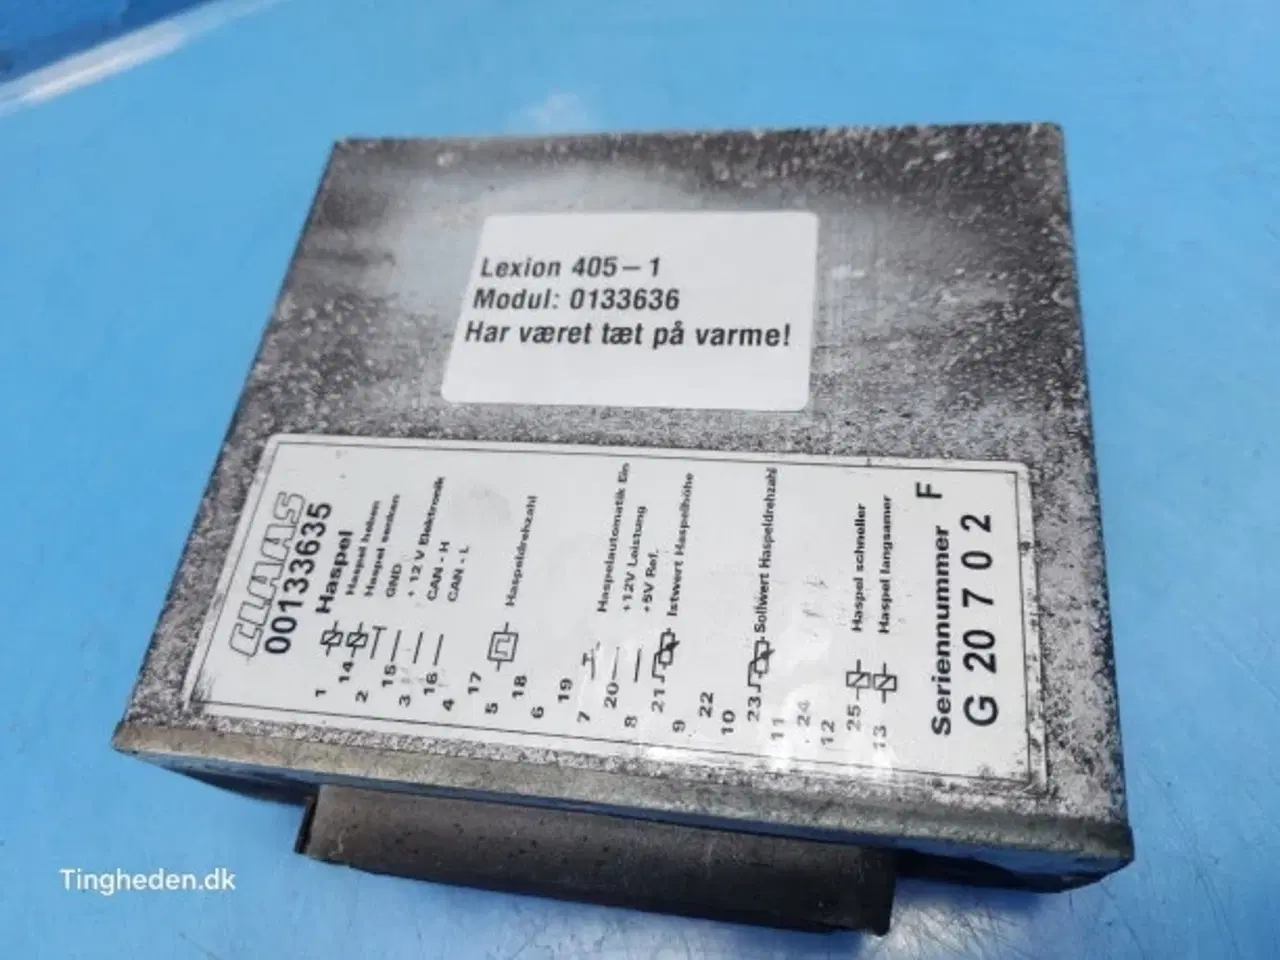 Lexion 405-1
Modul: 0133636
Har været tæt på varme!
CLAAS
00133635
Haspel
Haspel heben
Haspel senken
GND
+ 12 V Elektronik
CAN - H
CAN - L
Haspeldrehzahl
Haspelautomatik Ein
+12V Leistung
+5V Ref.
Istwert Haspelhöhe
Sollwert Haspeldrehzahl
Haspel schneller
Haspel langsamer
1
14
2
15
3
16
4
17
5
18
6
19
7
20
8
21
9
22
10
23
11
24
12
25
13
Seriennummer F
G 20 7 0 2
Tingheden.dk